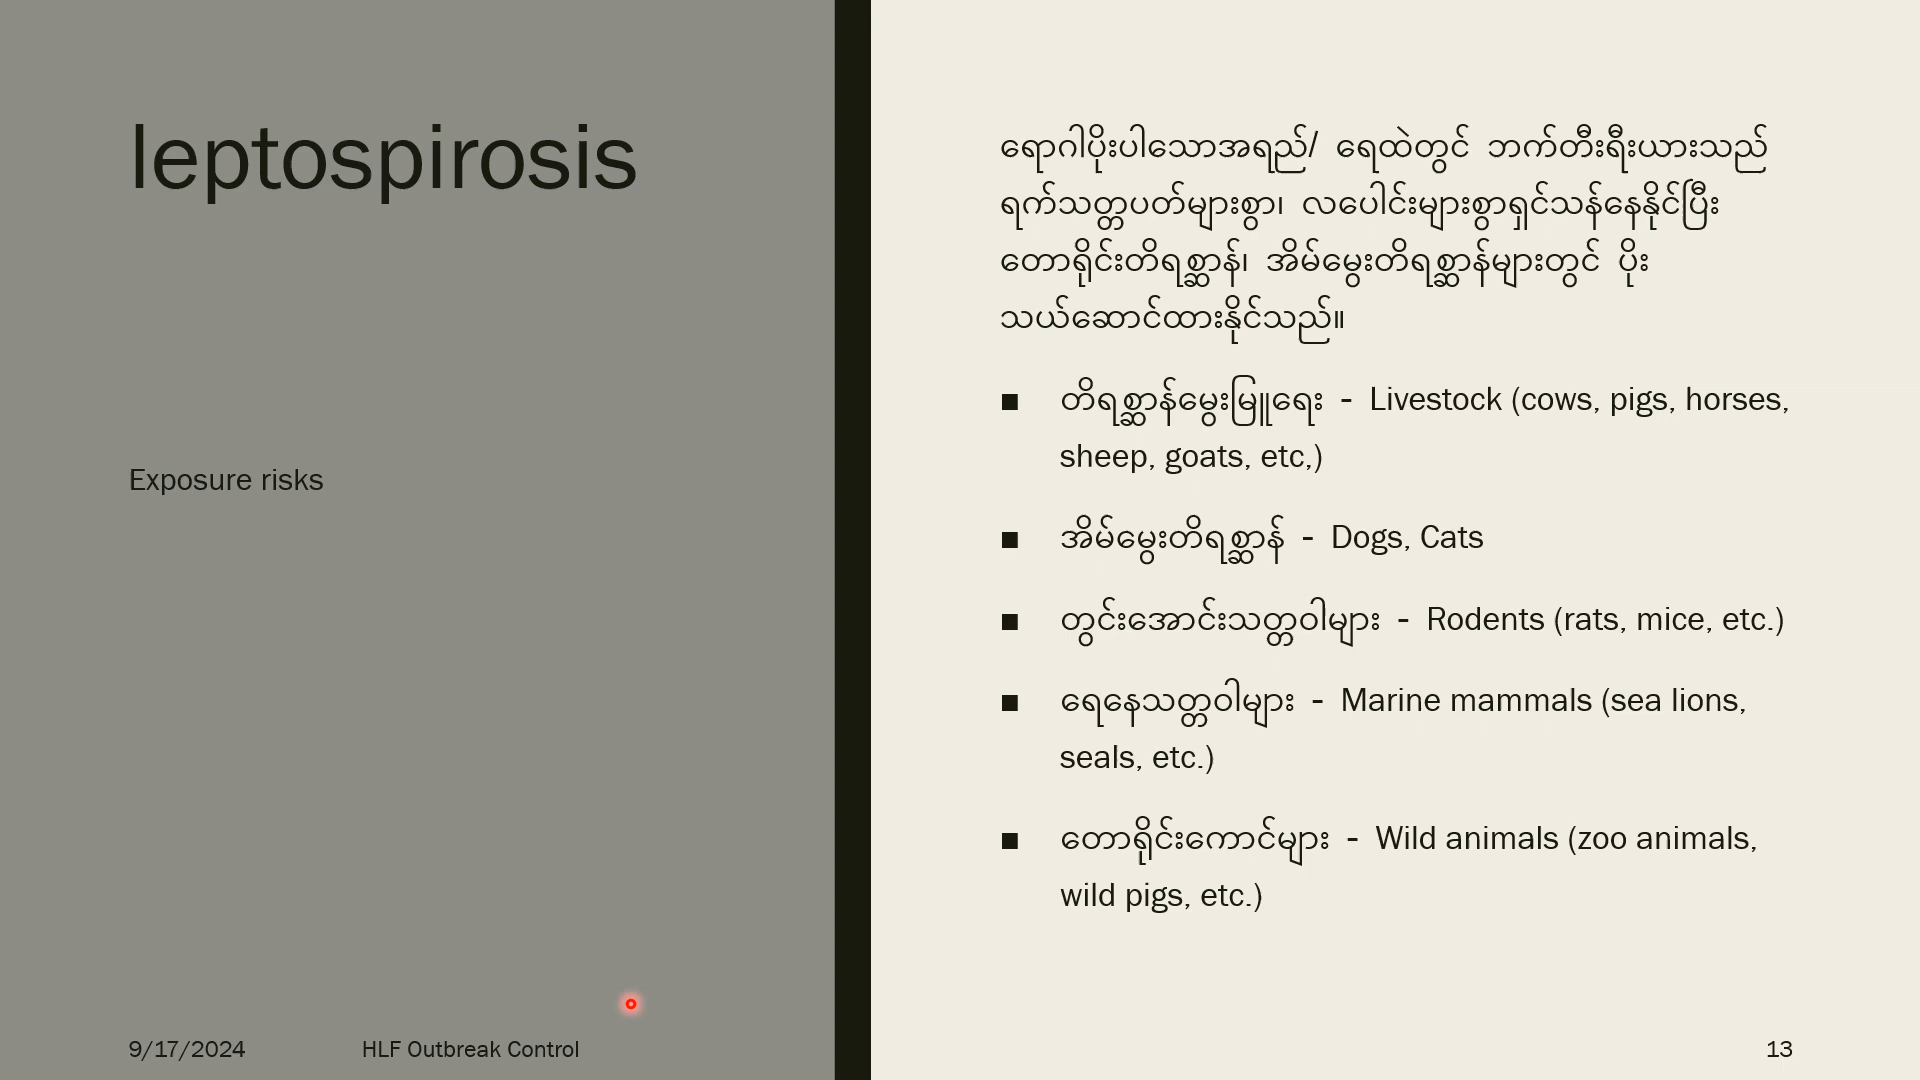 leptospirosis
Exposure risks
ရောဂါပိုးပါသောအရည်/ ရေထဲတွင် ဘက်တီးရီးယားသည်
ရက်သတ္တပတ်များစွာ၊ လပေါင်းများစွာရှင်သန်နေနိုင်ပြီး
တောရိုင်းတိရစ္ဆာန်၊ အိမ်မွေးတိရစ္ဆာန်များတွင် ပိုး
သယ်ဆောင်ထားနိုင်သည်။
■ တိရစ္ဆာန်မွေးမြူရေး - Livestock (cows, pigs, horses,
sheep, goats, etc,)
■ အိမ်မွေးတိရစ္ဆာန် - Dogs, Cats
■ တွင်းအောင်းသတ္တဝါများ - Rodents (rats, mice, etc.)
■ ရေနေသတ္တဝါများ - Marine mammals (sea lions,
seals, etc.)
■ တောရိုင်းကောင်များ - Wild animals (zoo animals,
wild pigs, etc.)
9/17/2024
HLF Outbreak Control
13